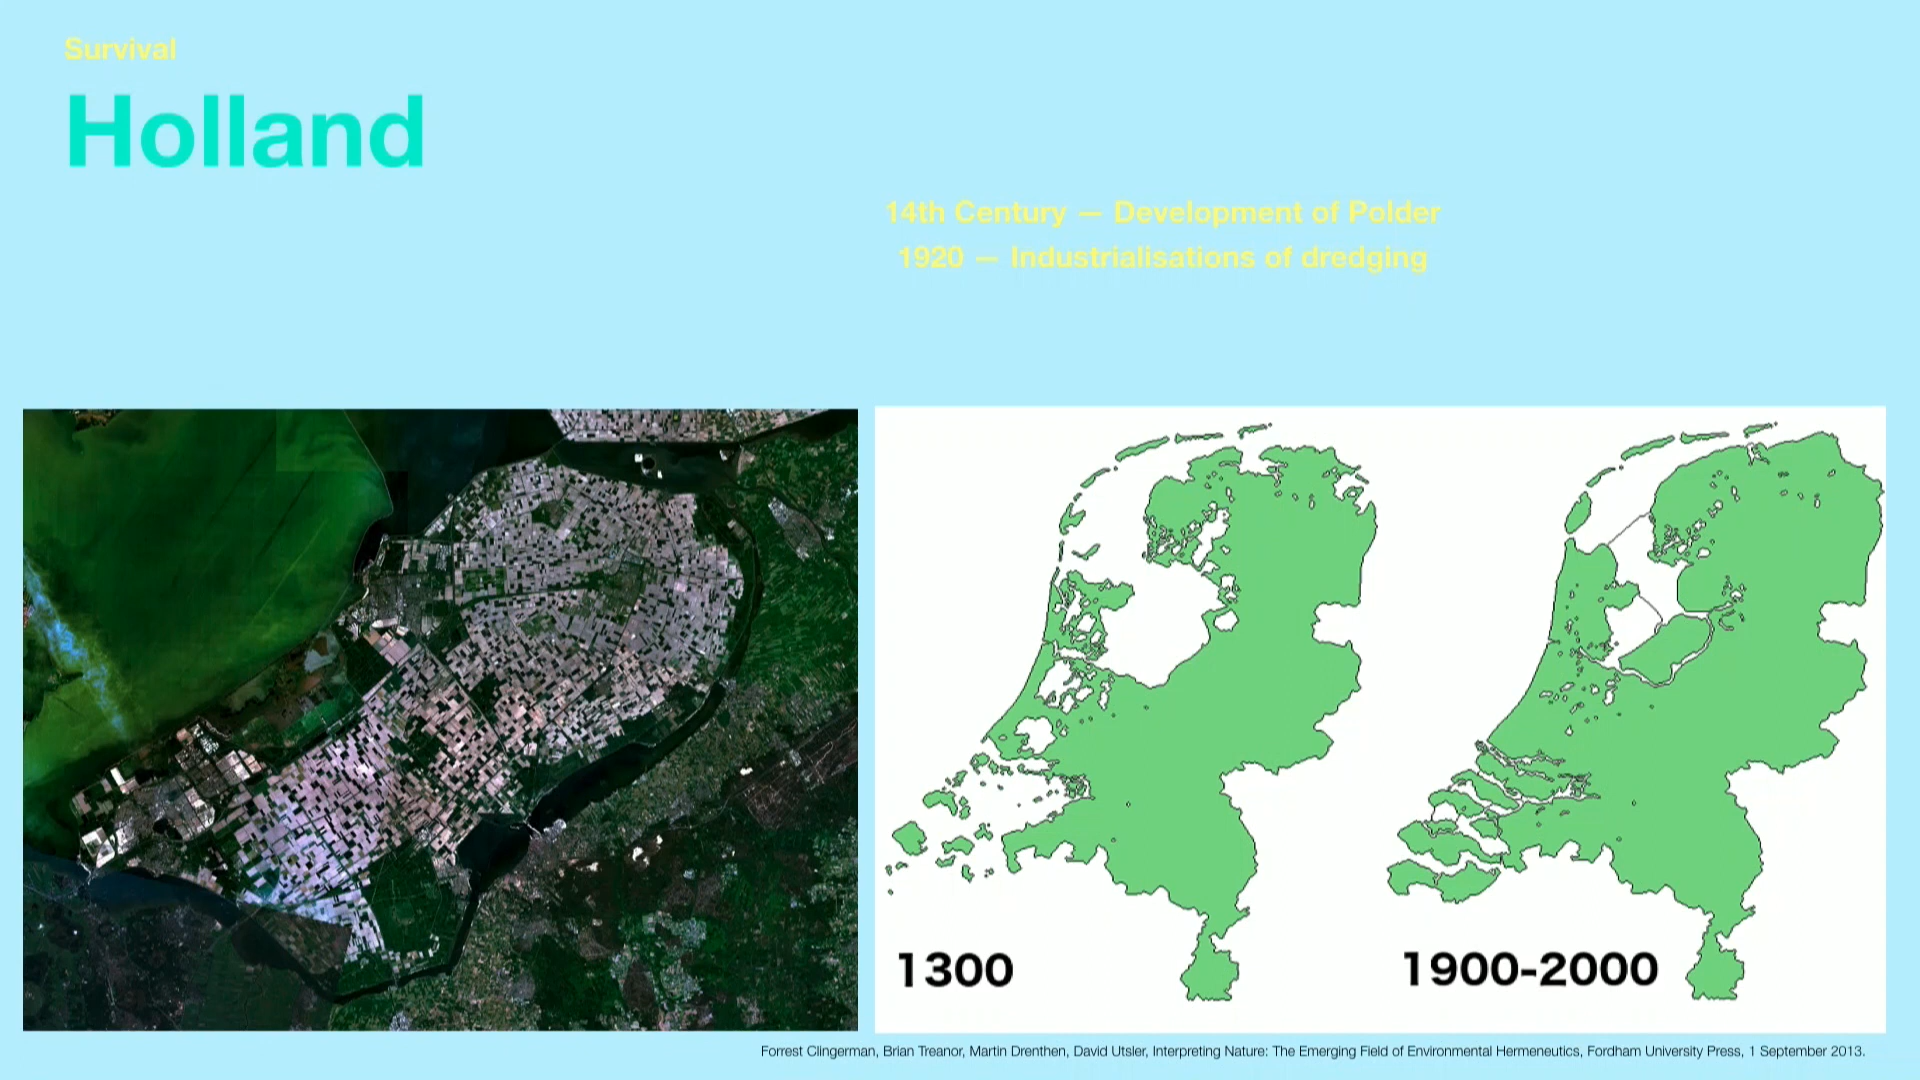 Survival
Holland
14th Century — Development of Polder
1920 — Industrialisations of dredging
1300
1900-2000
Forrest Clingerman, Brian Treanor, Martin Drenthen, David Utsler, Interpreting Nature: The Emerging Field of Environmental Hermeneutics, Fordham University Press, 1 September 2013.